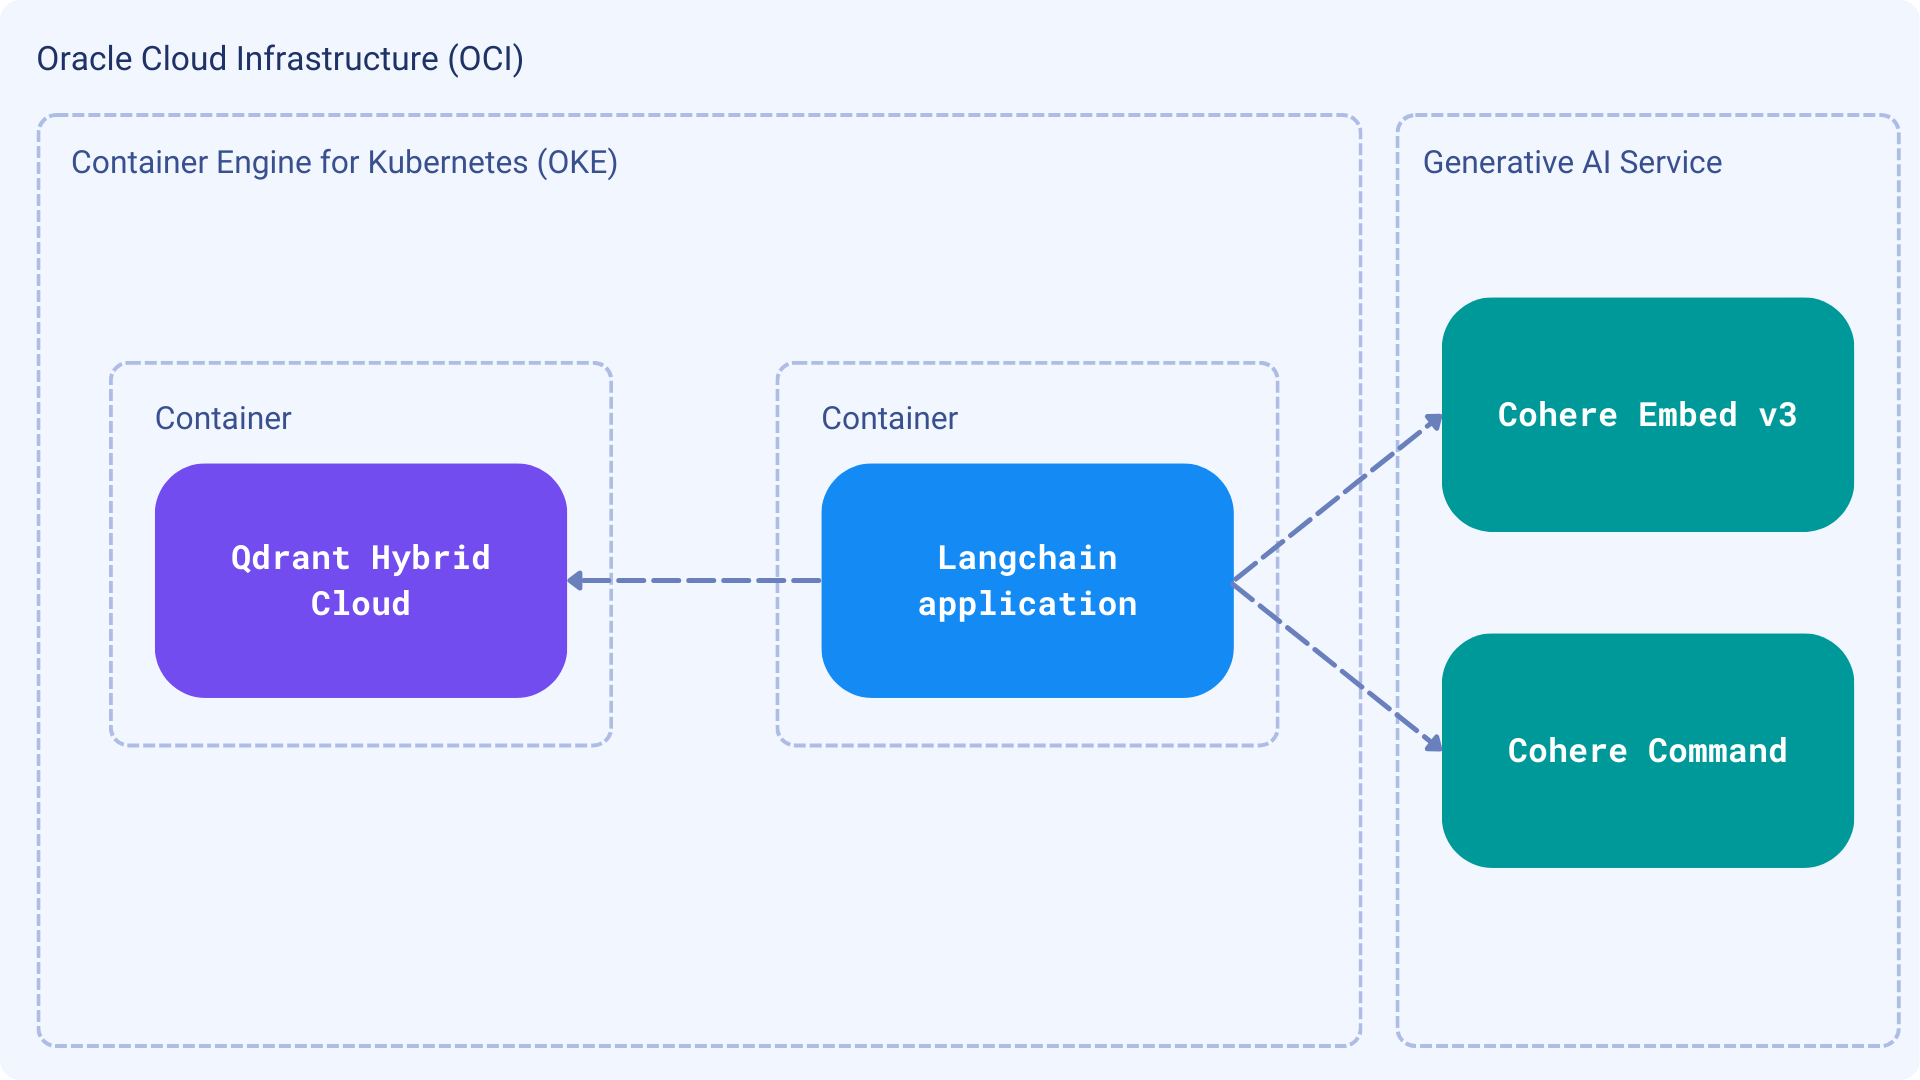 Oracle Cloud Infrastructure (OCI)
Container Engine for Kubernetes (OKE)
Generative AI Service
Container
Qdrant Hybrid
Cloud
Container
Langchain
application
Cohere Embed v3
Cohere Command